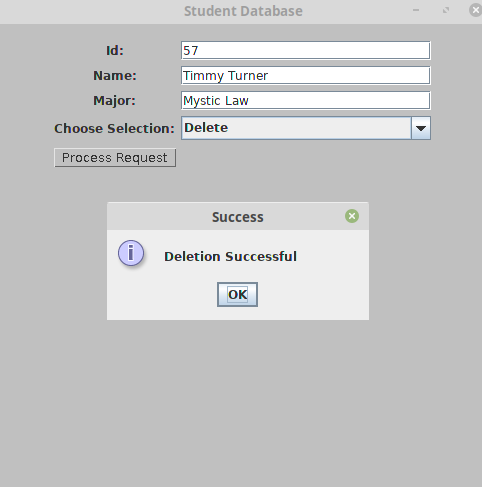 Student Database
Id: 57
Name: Timmy Turner
Major: Mystic Law
Choose Selection: Delete
Process Request
Success
i Deletion Successful
OK